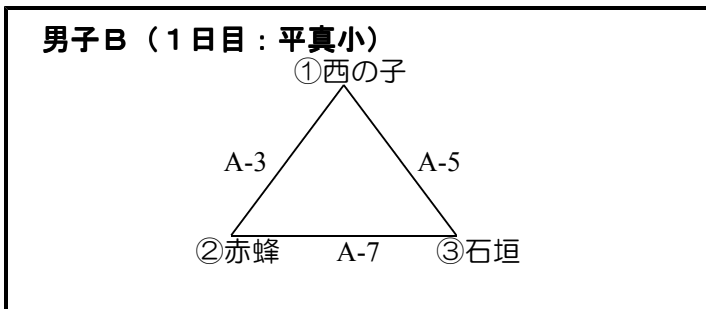 男子B（1日目：平真小）
①西の子
A-3
A-5
②赤蜂
A-7
③石垣